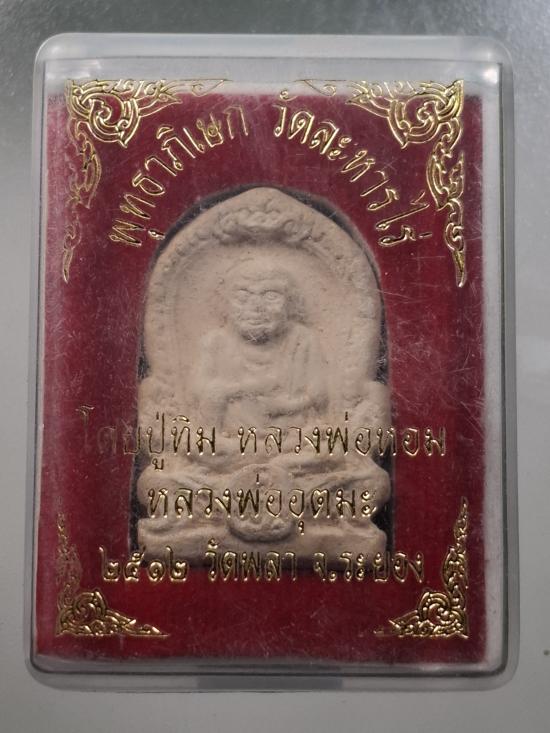 พุทธาภิเษก วัดละหารไร่
โดยปู่ทิม หลวงพ่อหอม
หลวงพ่ออุตมะ
๒๕๑๒ วัดพลา จ.ระยอง